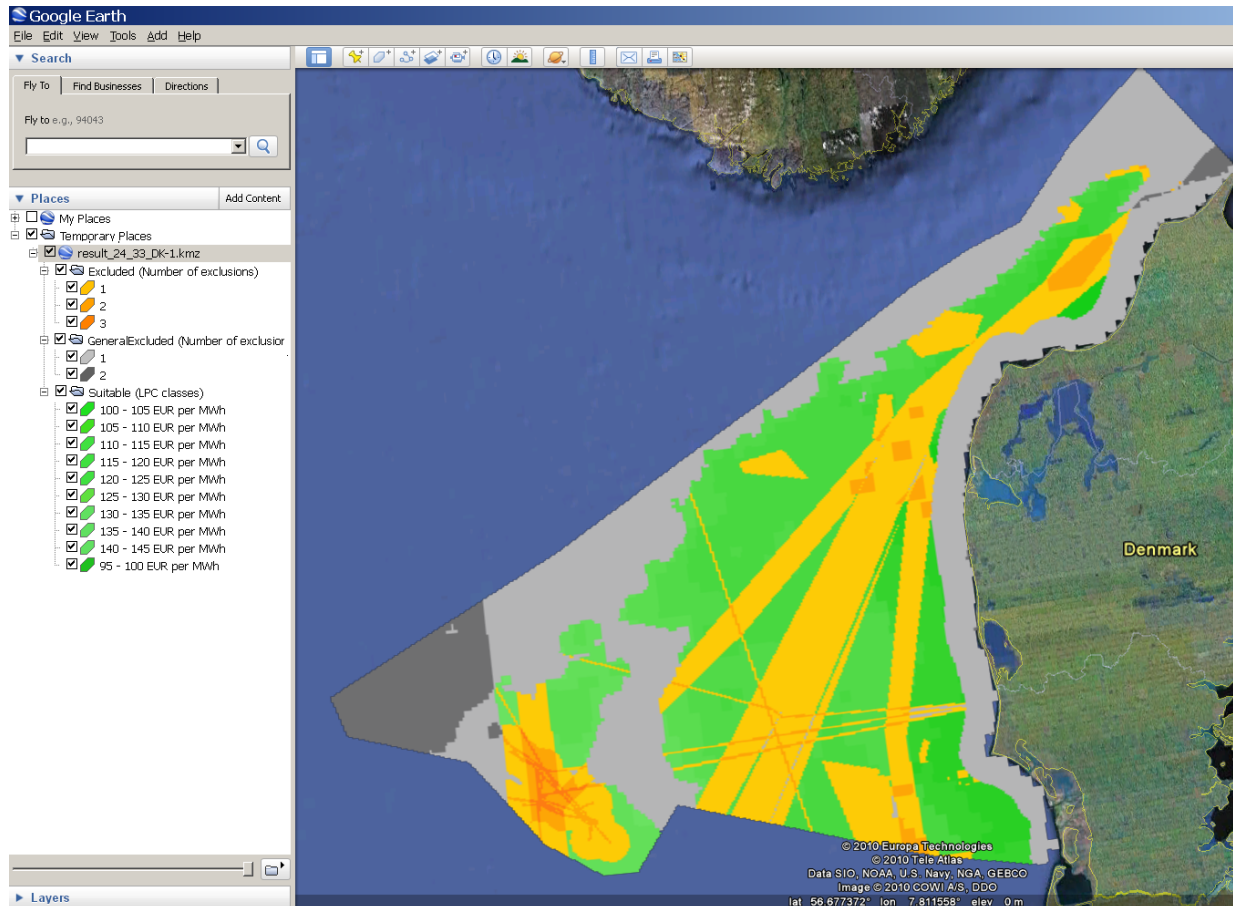 Google Earth
File Edit View Tools Add Help
Search
Fly To Find Businesses Directions
Fly to e.g., 94043
Places Add Content
My Places
Temporary Places
result_24_33_DK-1.kmz
Excluded (Number of exclusions)
1
2
3
GeneralExcluded (Number of exclusior
1
2
Suitable (LPC classes)
100 - 105 EUR per MWh
105 - 110 EUR per MWh
110 - 115 EUR per MWh
115 - 120 EUR per MWh
120 - 125 EUR per MWh
125 - 130 EUR per MWh
130 - 135 EUR per MWh
135 - 140 EUR per MWh
140 - 145 EUR per MWh
95 - 100 EUR per MWh
Layers
Denmark
© 2010 Europa Technologies
© 2010 Tele Atlas
Data SIO, NOAA, U.S. Navy, NGA, GEBCO
Image © 2010 COWI A/S, DDO
lat 56.677372° lon 7.811558° elev 0 m